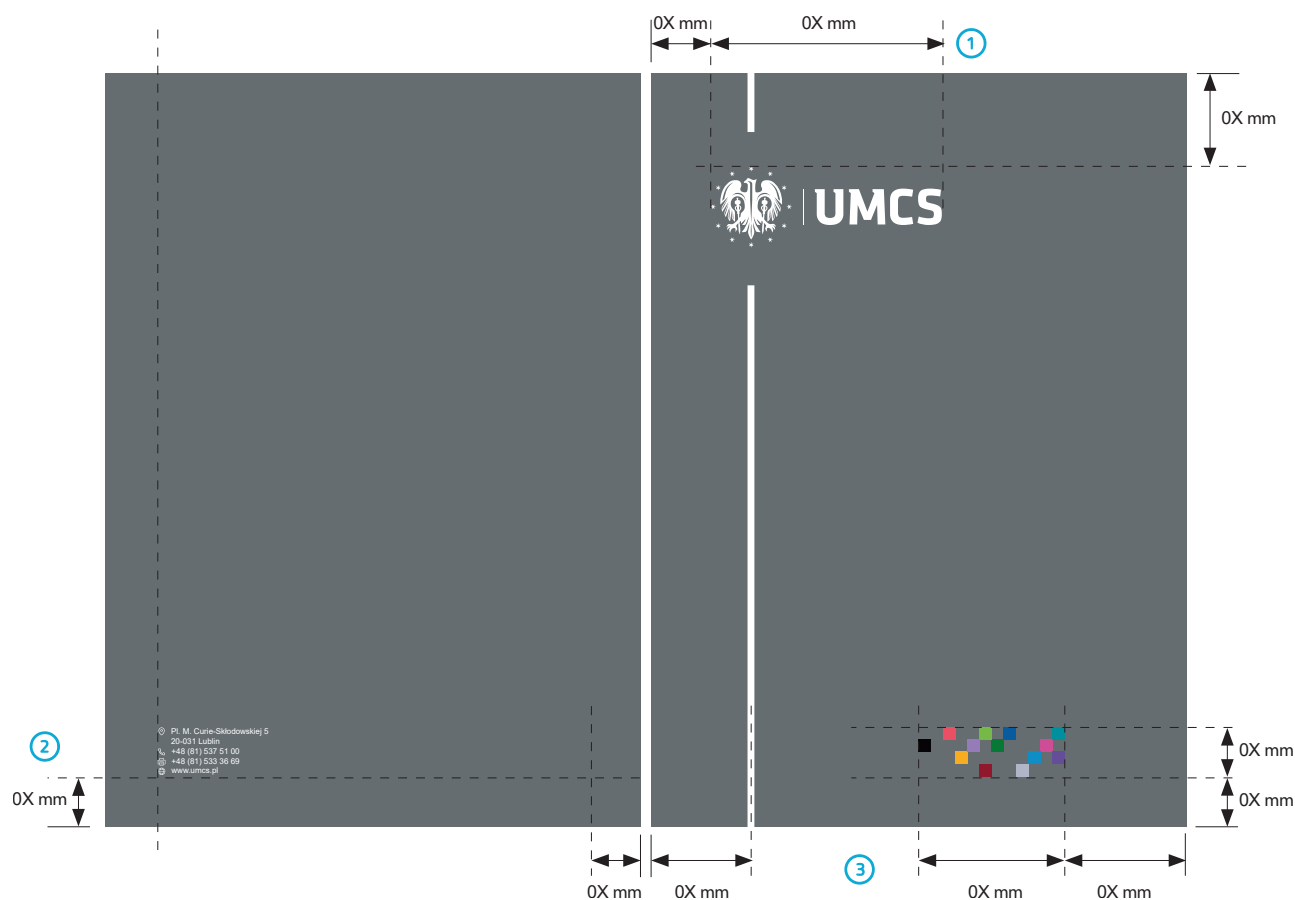 0X mm
0X mm
1
0X mm
UMCS
2
Pl. M. Curie-Skłodowskiej 5
20-031 Lublin
+48 (81) 537 51 00
+48 (81) 533 36 69
www.umcs.pl
0X mm
0X mm
0X mm
3
0X mm
0X mm
0X mm
0X mm